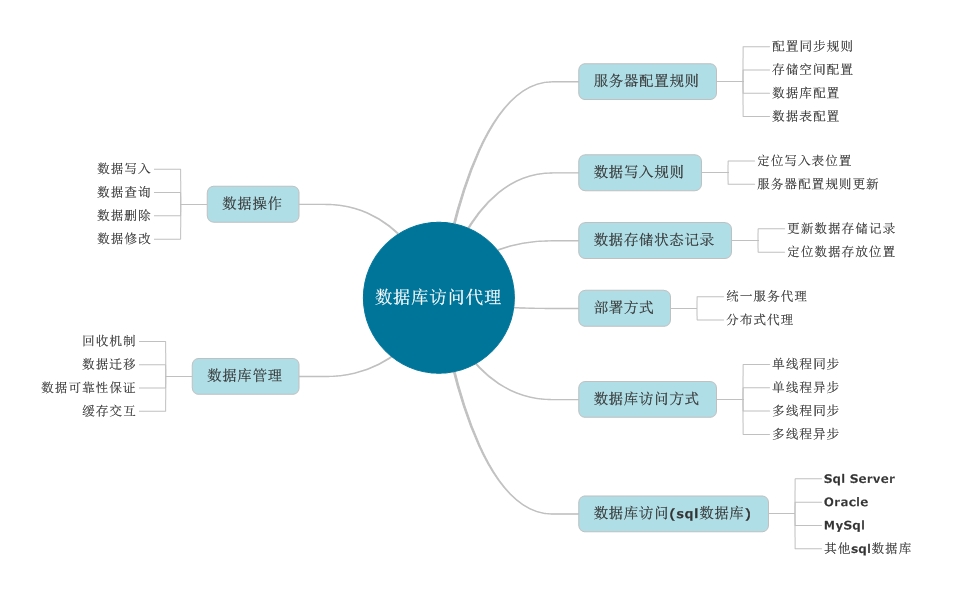 数据库访问代理
服务器配置规则
配置同步规则
存储空间配置
数据库配置
数据表配置
数据写入规则
定位写入表位置
服务器配置规则更新
数据存储状态记录
更新数据存储记录
定位数据存放位置
部署方式
统一服务代理
分布式代理
数据库访问方式
单线程同步
单线程异步
多线程同步
多线程异步
数据库访问(sql数据库)
Sql Server
Oracle
MySql
其他sql数据库
数据操作
数据写入
数据查询
数据删除
数据修改
数据库管理
回收机制
数据迁移
数据可靠性保证
缓存交互